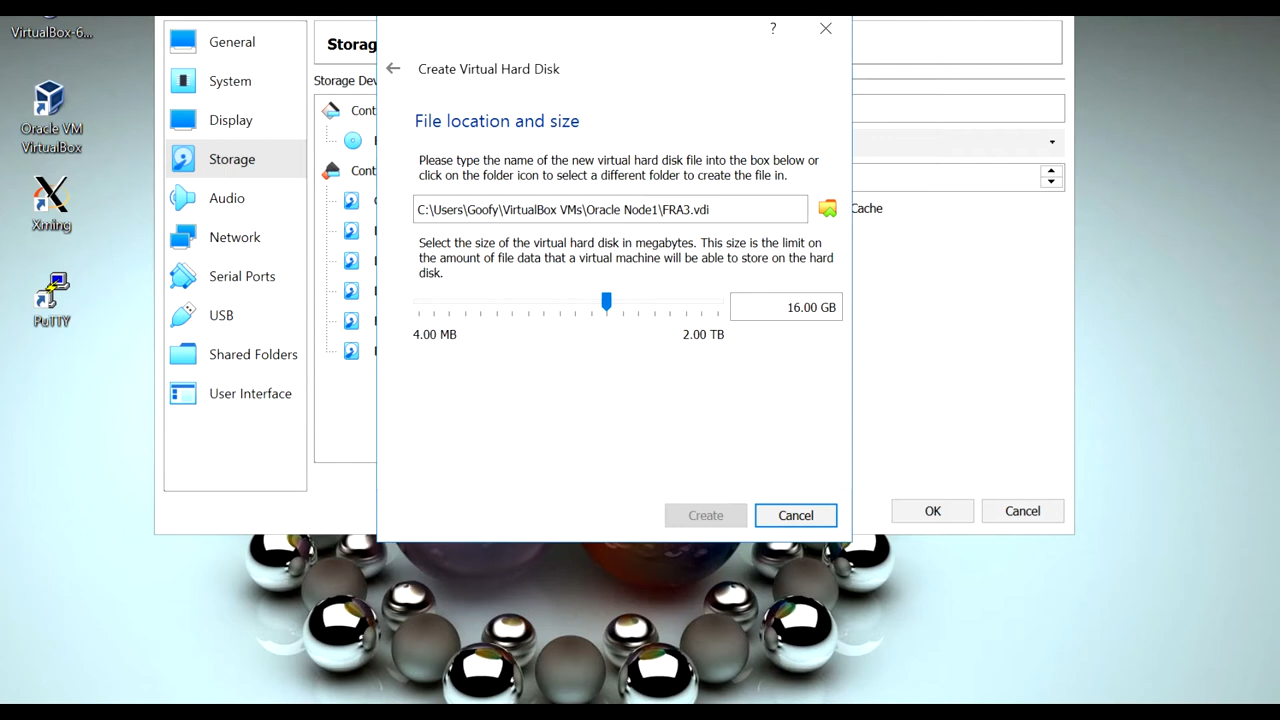 VirtualBox-6...
Oracle VM
VirtualBox
Xming
PuTTY
General
System
Display
Storage
Audio
Network
Serial Ports
USB
Shared Folders
User Interface
Storag
Storage Dev
Cont
Cont
?
Create Virtual Hard Disk
File location and size
Please type the name of the new virtual hard disk file into the box below or
click on the folder icon to select a different folder to create the file in.
C:\Users\Goofy\VirtualBox VMs\Oracle Node1\FRA3.vdi
Select the size of the virtual hard disk in megabytes. This size is the limit on
the amount of file data that a virtual machine will be able to store on the hard
disk.
16.00 GB
4.00 MB
2.00 TB
Create
Cancel
Cache
OK
Cancel